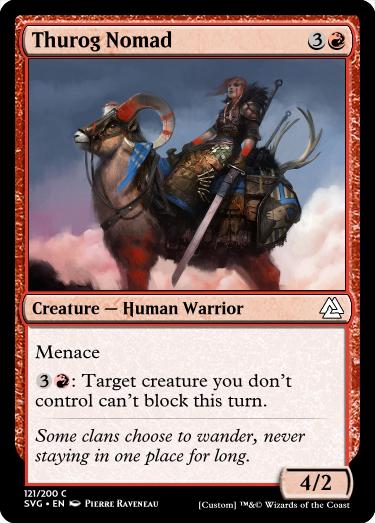 Thurog Nomad 3
Creature — Human Warrior
Menace
3: Target creature you don't
control can't block this turn.
Some clans choose to wander, never
staying in one place for long.
4/2
121/200 C
SVG • EN Pierre Raveneau [Custom] ™&© Wizards of the Coast